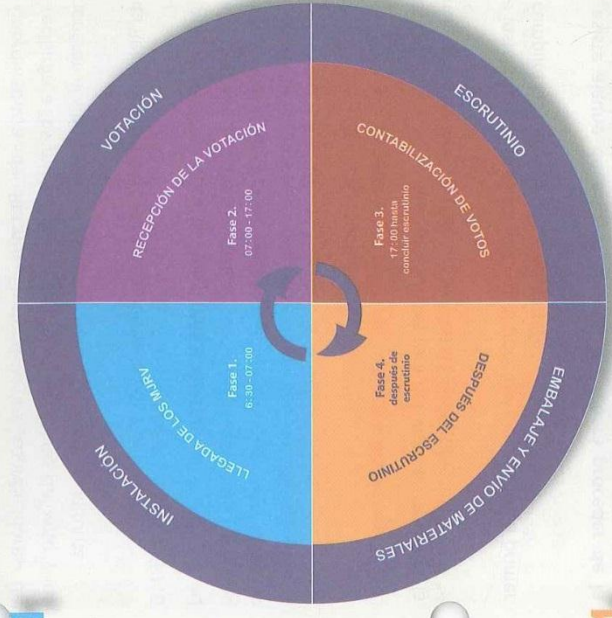 INSTALACIÓN
LLEGADA DE LOS MJRV
Fase 1.
6:30 - 07:00
VOTACIÓN
RECEPCIÓN DE LA VOTACIÓN
Fase 2.
07:00 - 17:00
ESCRUTINIO
CONTABILIZACIÓN DE VOTOS
Fase 3.
17:00 hasta
concluir escrutinio
EMBALAJE Y ENVÍO DE MATERIALES
DESPUÉS DEL ESCRUTINIO
Fase 4.
después de
escrutinio